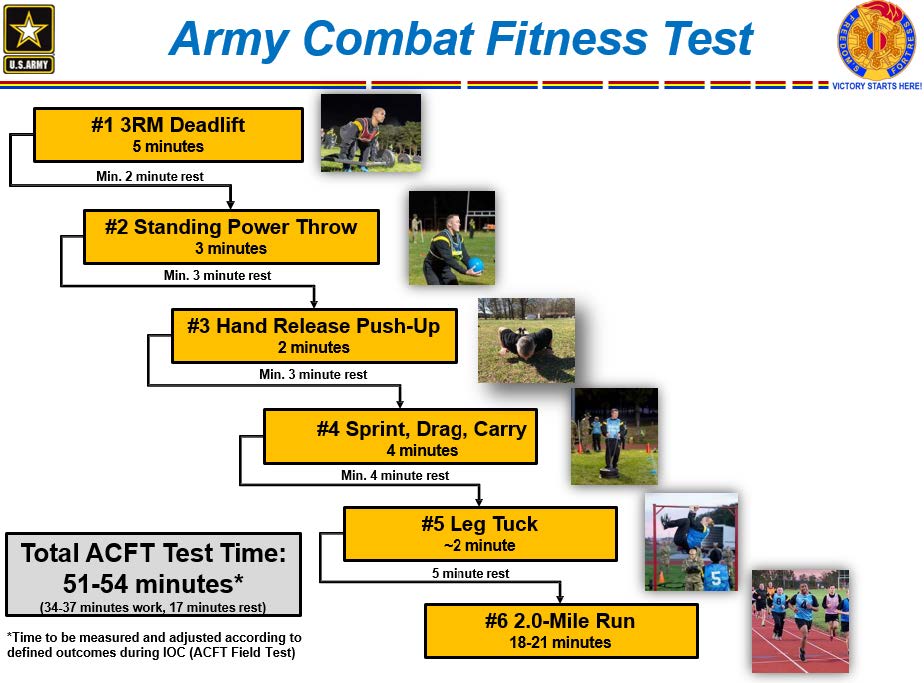 U.S.ARMY
Army Combat Fitness Test
FREEDOM'S FORTRESS
VICTORY STARTS HERE!
#1 3RM Deadlift
5 minutes
Min. 2 minute rest
#2 Standing Power Throw
3 minutes
Min. 3 minute rest
#3 Hand Release Push-Up
2 minutes
Min. 3 minute rest
#4 Sprint, Drag, Carry
4 minutes
Min. 4 minute rest
#5 Leg Tuck
~2 minute
5 minute rest
#6 2.0-Mile Run
18-21 minutes
Total ACFT Test Time:
51-54 minutes*
(34-37 minutes work, 17 minutes rest)
*Time to be measured and adjusted according to
defined outcomes during IOC (ACFT Field Test)
5